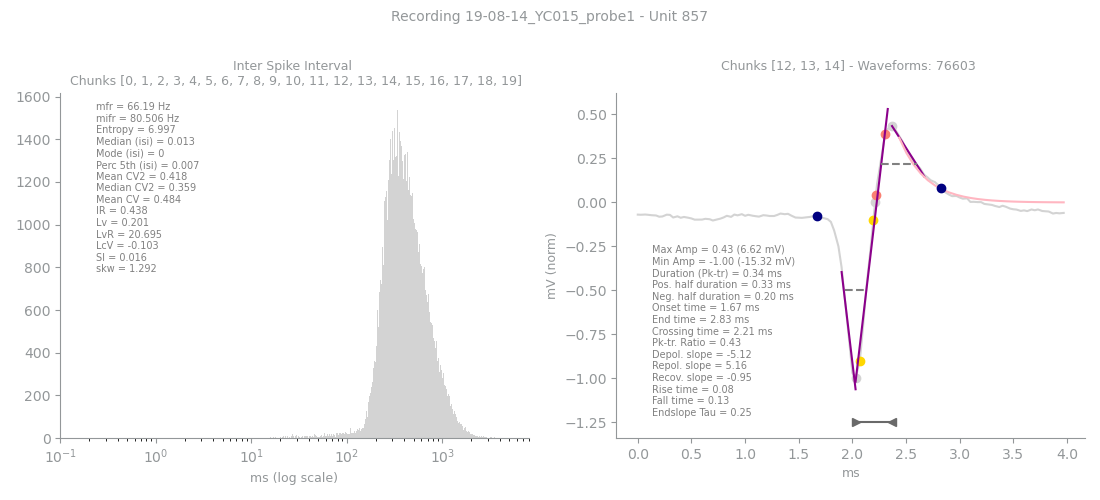 Recording 19-08-14_YC015_probe1 - Unit 857
Inter Spike Interval
Chunks [0, 1, 2, 3, 4, 5, 6, 7, 8, 9, 10, 11, 12, 13, 14, 15, 16, 17, 18, 19]
1600
1400
1200
1000
800
600
400
200
0
mfr = 66.19 Hz
mifr = 80.506 Hz
Entropy = 6.997
Median (isi) = 0.013
Mode (isi) = 0
Perc 5th (isi) = 0.007
Mean CV2 = 0.418
Median CV2 = 0.359
Mean CV = 0.484
IR = 0.438
Lv = 0.201
LvR = 20.695
LcV = -0.103
SI = 0.016
skw = 1.292
10⁻¹ 10⁰ 10¹ 10² 10³
ms (log scale)
Chunks [12, 13, 14] - Waveforms: 76603
mV (norm)
0.50
0.25
0.00
−0.25
−0.50
−0.75
−1.00
−1.25
Max Amp = 0.43 (6.62 mV)
Min Amp = -1.00 (-15.32 mV)
Duration (Pk-tr) = 0.34 ms
Pos. half duration = 0.33 ms
Neg. half duration = 0.20 ms
Onset time = 1.67 ms
End time = 2.83 ms
Crossing time = 2.21 ms
Pk-tr. Ratio = 0.43
Depol. slope = -5.12
Repol. slope = 5.16
Recov. slope = -0.95
Rise time = 0.08
Fall time = 0.13
Endslope Tau = 0.25
0.0 0.5 1.0 1.5 2.0 2.5 3.0 3.5 4.0
ms